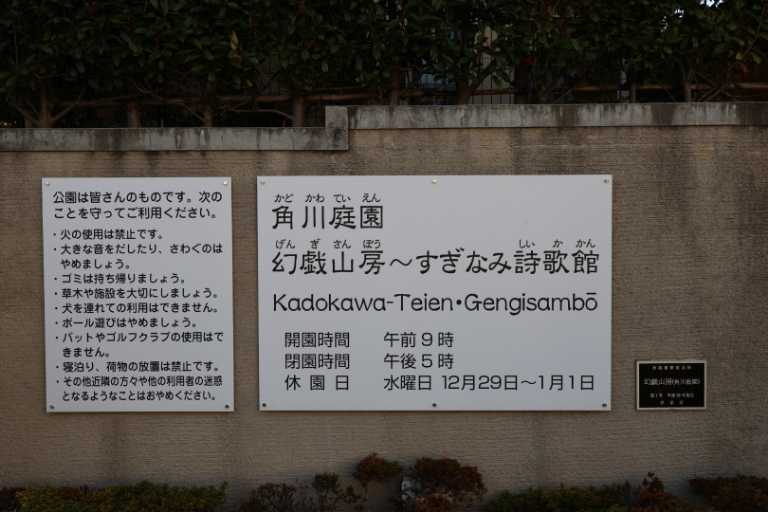 公園は皆さんのものです。次の
ことを守ってご利用ください。
・火の使用は禁止です。
・大きな音をだしたり、さわぐのは
やめましょう。
・ゴミは持ち帰りましょう。
・草木や施設を大切にしましょう。
・犬を連れての利用はできません。
・ボール遊びはやめましょう。
・バットやゴルフクラブの使用はで
きません。
・寝泊り、荷物の放置は禁止です。
・その他近隣の方々や他の利用者の迷惑
となるようなことはおやめください。
かど かわ てい えん
角川庭園
げん ぎ さん ぼう しい か かん
幻戯山房～すぎなみ詩歌館
Kadokawa-Teien・Gengisambō
開園時間 午前9時
閉園時間 午後5時
休園日 水曜日 12月29日～1月1日
幻戯山房(角川庭園)